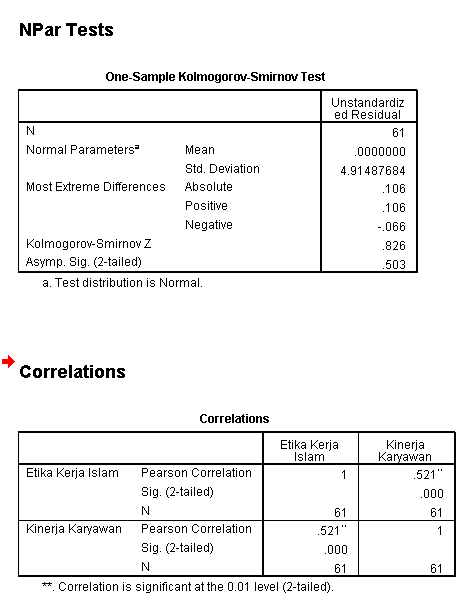 NPar Tests
One-Sample Kolmogorov-Smirnov Test
Unstandardiz
ed Residual
N 61
Normal Parametersa Mean .0000000
Std. Deviation 4.91487684
Most Extreme Differences Absolute .106
Positive .106
Negative -.066
Kolmogorov-Smirnov Z .826
Asymp. Sig. (2-tailed) .503
a. Test distribution is Normal.
Correlations
Correlations
Etika Kerja Islam Kinerja Karyawan
Etika Kerja Islam Pearson Correlation 1 .521**
Sig. (2-tailed) .000
N 61 61
Kinerja Karyawan Pearson Correlation .521** 1
Sig. (2-tailed) .000
N 61 61
**. Correlation is significant at the 0.01 level (2-tailed).